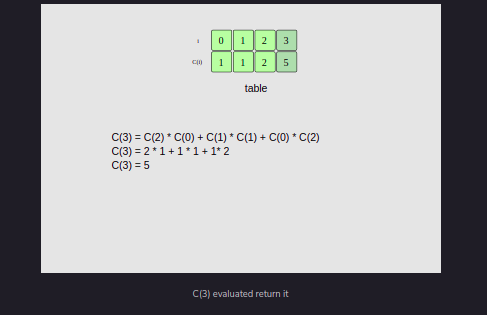 i 0 1 2 3
C(i) 1 1 2 5
table
C(3) = C(2) * C(0) + C(1) * C(1) + C(0) * C(2)
C(3) = 2 * 1 + 1 * 1 + 1* 2
C(3) = 5
C(3) evaluated return it